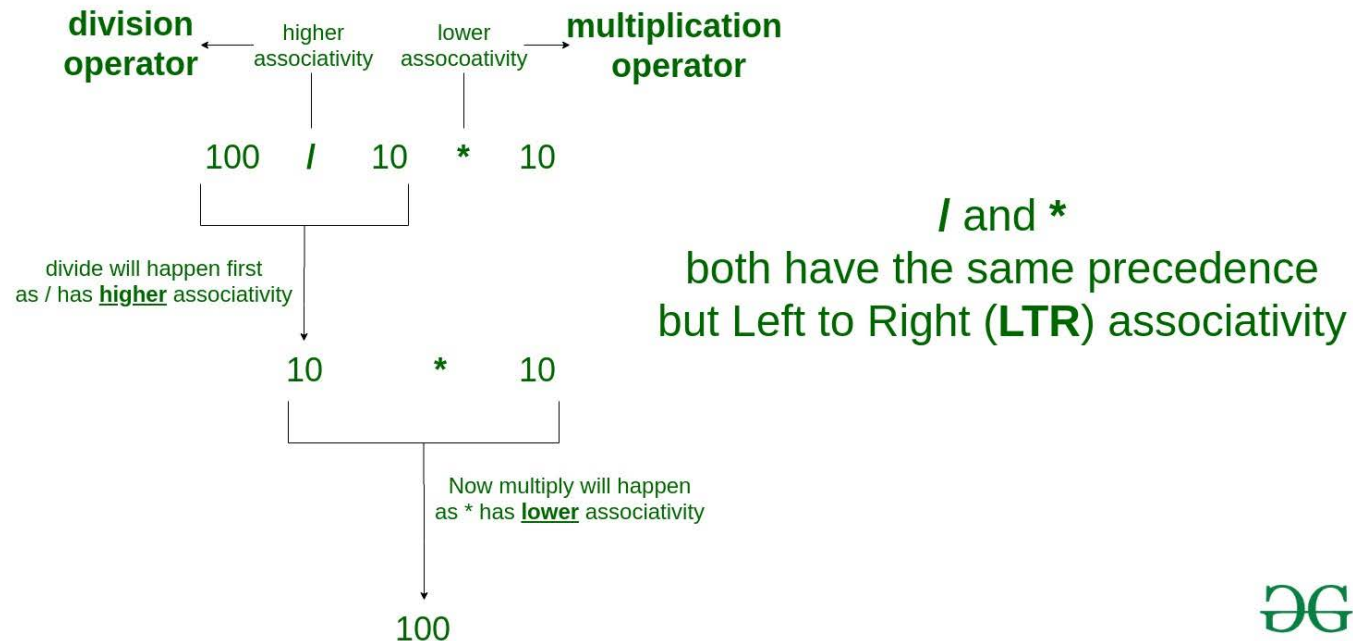 division
operator
higher
associativity
lower
assocoativity
multiplication
operator
100 / 10 * 10
/ and *
both have the same precedence
but Left to Right (LTR) associativity
divide will happen first
as / has higher associativity
10 * 10
Now multiply will happen
as * has lower associativity
100